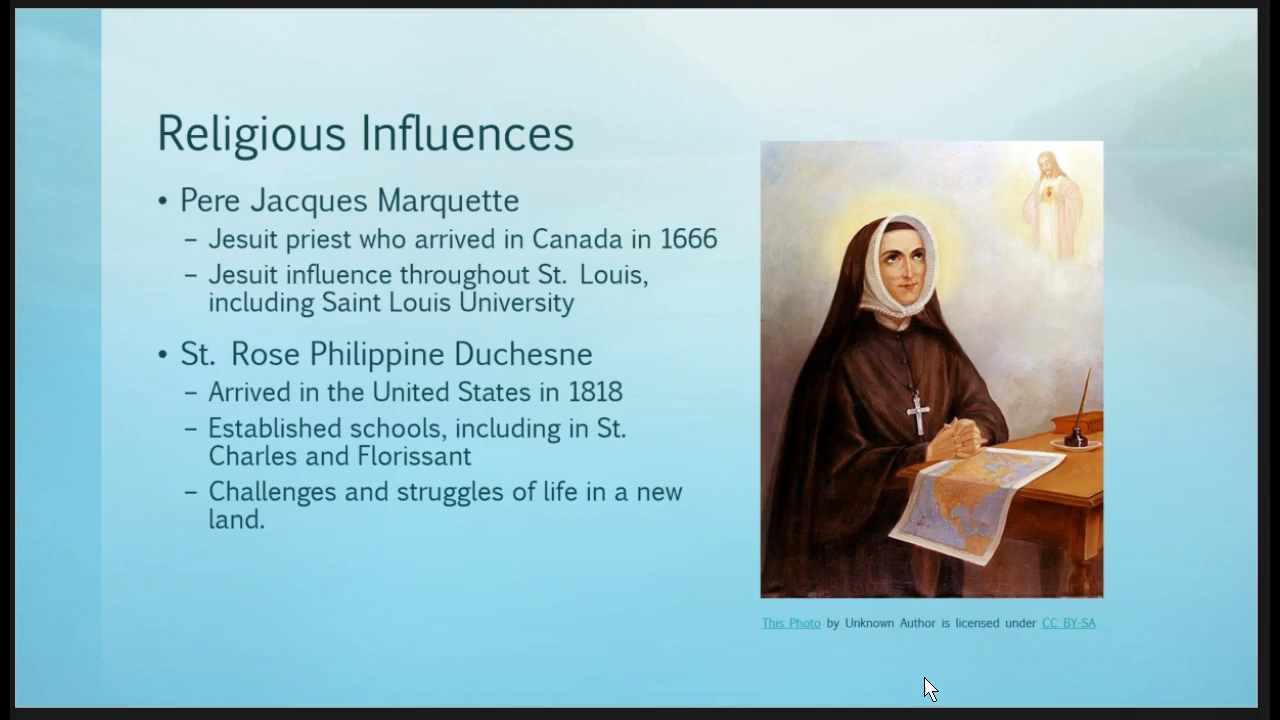 Religious Influences
• Pere Jacques Marquette
– Jesuit priest who arrived in Canada in 1666
– Jesuit influence throughout St. Louis,
including Saint Louis University
• St. Rose Philippine Duchesne
– Arrived in the United States in 1818
– Established schools, including in St.
Charles and Florissant
– Challenges and struggles of life in a new
land.
This Photo by Unknown Author is licensed under CC BY-SA